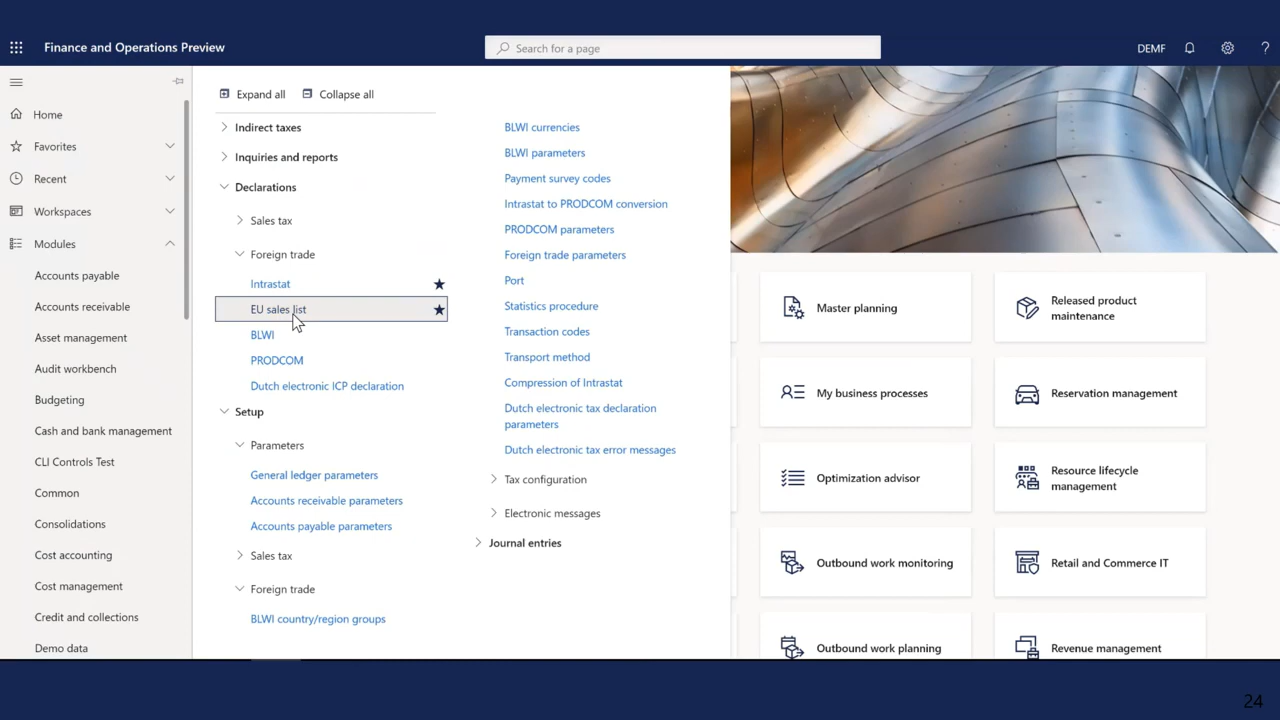 Finance and Operations Preview
Search for a page
DEMF
?
Home
Favorites
Recent
Workspaces
Modules
Accounts payable
Accounts receivable
Asset management
Audit workbench
Budgeting
Cash and bank management
CLI Controls Test
Common
Consolidations
Cost accounting
Cost management
Credit and collections
Demo data
Expand all
Collapse all
Indirect taxes
Inquiries and reports
Declarations
Sales tax
Foreign trade
Intrastat
EU sales list
BLWI
PRODCOM
Dutch electronic ICP declaration
Setup
Parameters
General ledger parameters
Accounts receivable parameters
Accounts payable parameters
Sales tax
Foreign trade
BLWI country/region groups
BLWI currencies
BLWI parameters
Payment survey codes
Intrastat to PRODCOM conversion
PRODCOM parameters
Foreign trade parameters
Port
Statistics procedure
Transaction codes
Transport method
Compression of Intrastat
Dutch electronic tax declaration
parameters
Dutch electronic tax error messages
Tax configuration
Electronic messages
Journal entries
Master planning
Released product
maintenance
My business processes
Reservation management
Optimization advisor
Resource lifecycle
management
Outbound work monitoring
Retail and Commerce IT
Outbound work planning
Revenue management
24